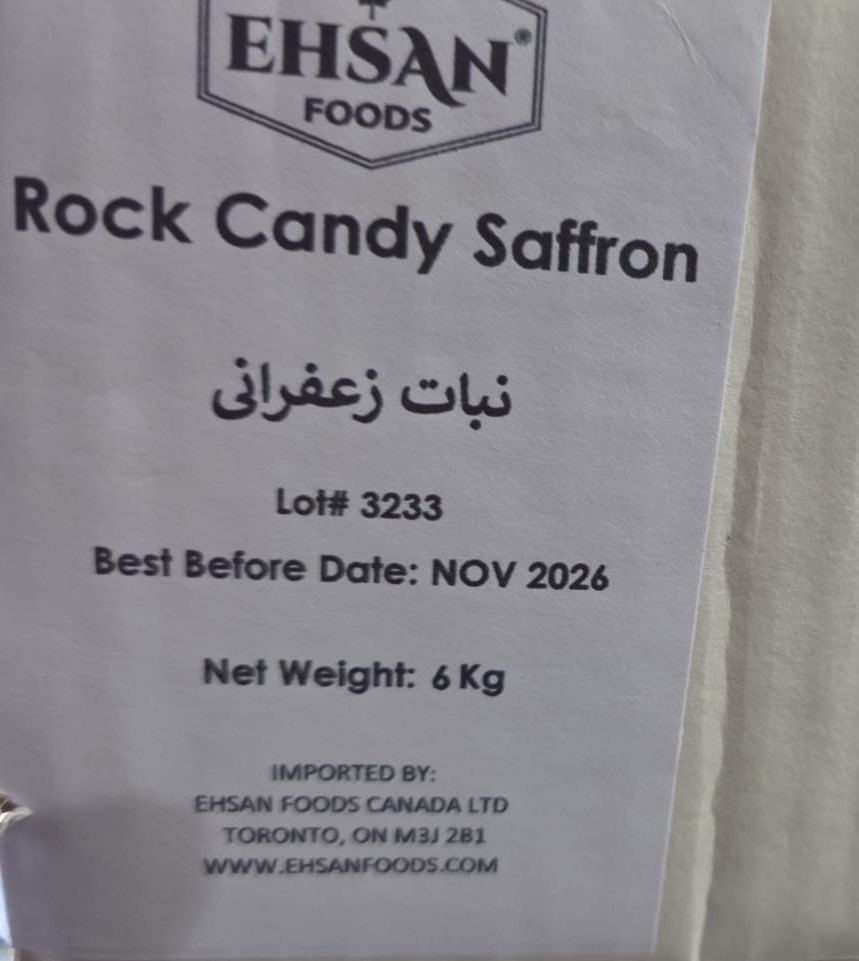 EHSAN®
FOODS
Rock Candy Saffron
نبات زعفرانی
Lot# 3233
Best Before Date: NOV 2026
Net Weight: 6 Kg
IMPORTED BY:
EHSAN FOODS CANADA LTD
TORONTO, ON M3J 2B1
WWW.EHSANFOODS.COM